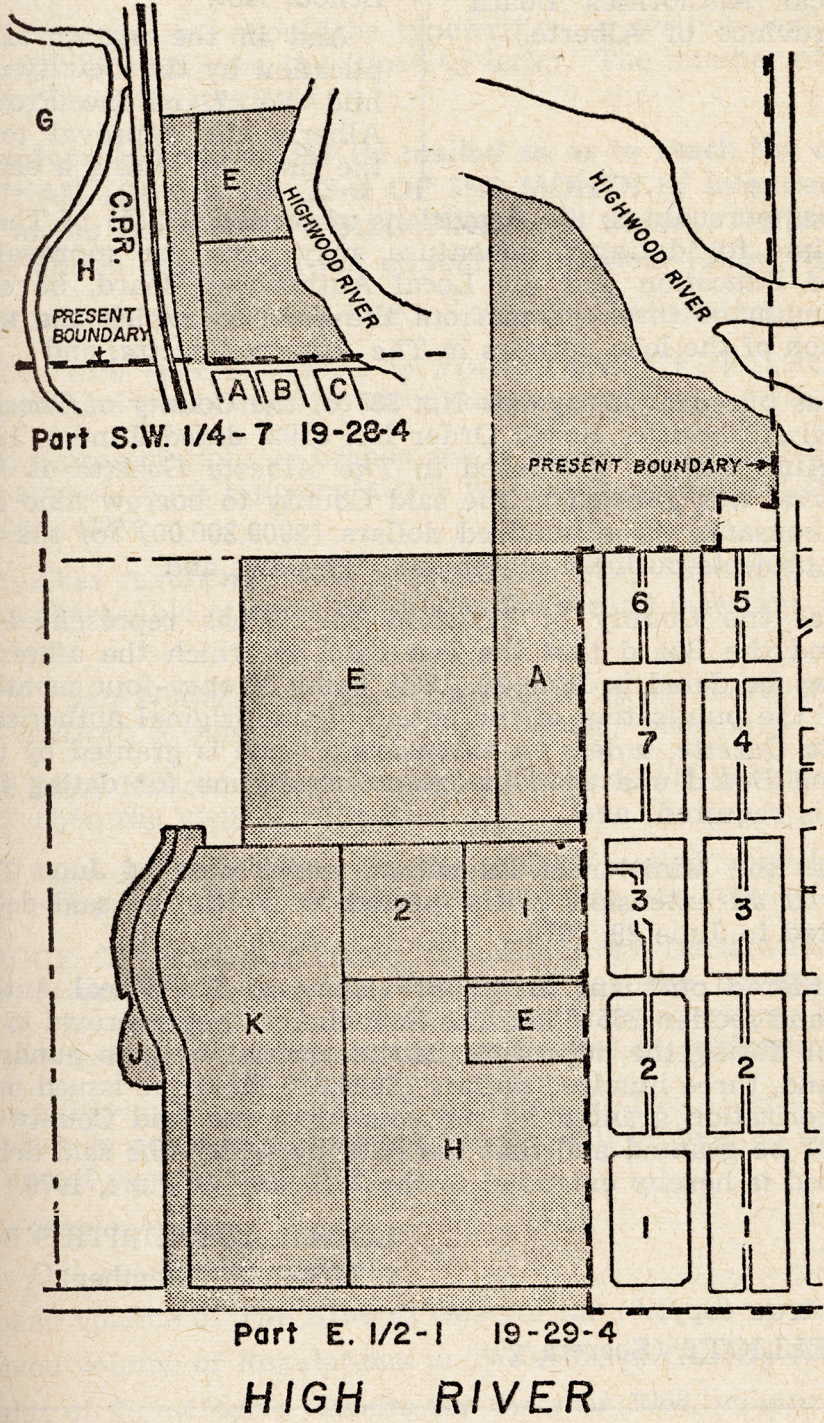 G
E
C.P.R.
HIGHWOOD RIVER
H
PRESENT
BOUNDARY
A B C
Part S.W. 1/4-7 19-28-4
HIGHWOOD RIVER
PRESENT BOUNDARY
6 5
E A
7 4
2 1
3 3
K E
J
2 2
H
1 1
Part E. 1/2-1 19-29-4
HIGH RIVER